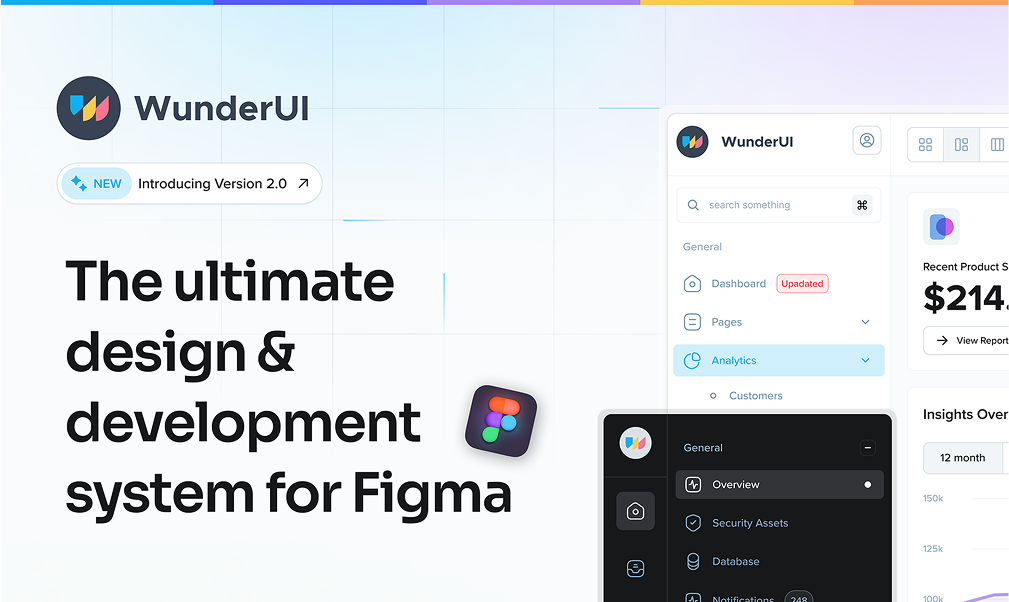 WunderUI
NEW Introducing Version 2.0
The ultimate
design &
development
system for Figma
WunderUI
search something
General
Dashboard Upadated
Pages
Analytics
Customers
General
Overview
Security Assets
Database
Notifications 248
Recent Product S
$214.
View Report
Insights Over
12 month
150k
125k
100k